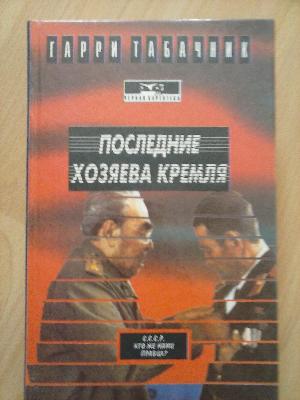 ГАРРИ ТАБАЧНИК
ПОСЛЕДНИЕ
ХОЗЯЕВА КРЕМЛЯ
С.С.С.Р.
КТО ЖЕ НАМИ
ПРАВИЛ?